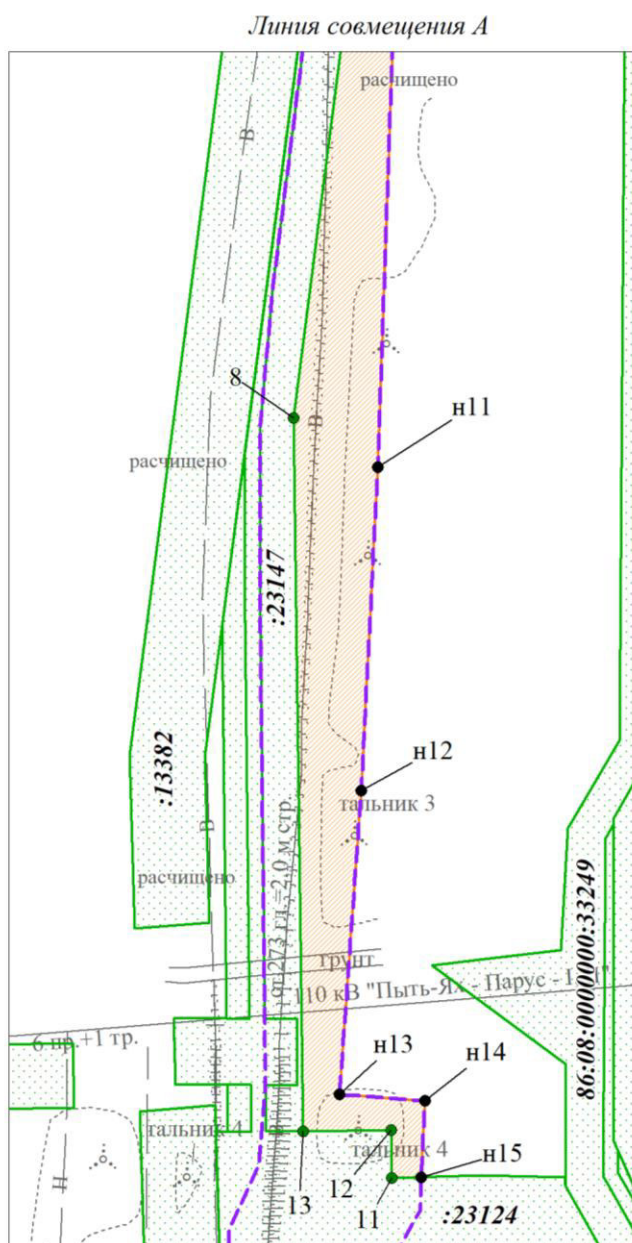 Линия совмещения А
расчищено
В
8
В
н11
расчищено
:23147
н12
:13382
тальник 3
В
расчищено
грунт
110 кВ "Пыть-Ях - Парус -
86:08:0000000:33249
6 пр.+1 тр.
н13
н14
тальник 4
тальник 4
Н
13
12
11
н15
:23124